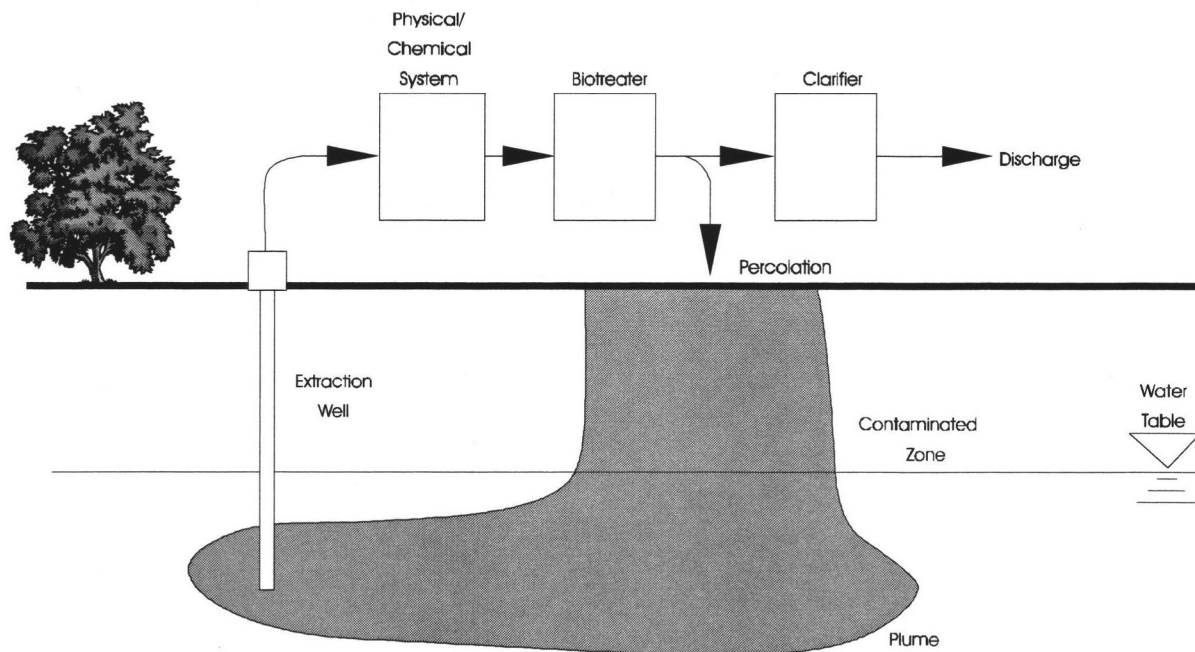 Physical/
Chemical
System
Biotreater
Clarifier
Discharge
Percolation
Extraction
Well
Water
Table
Contaminated
Zone
Plume